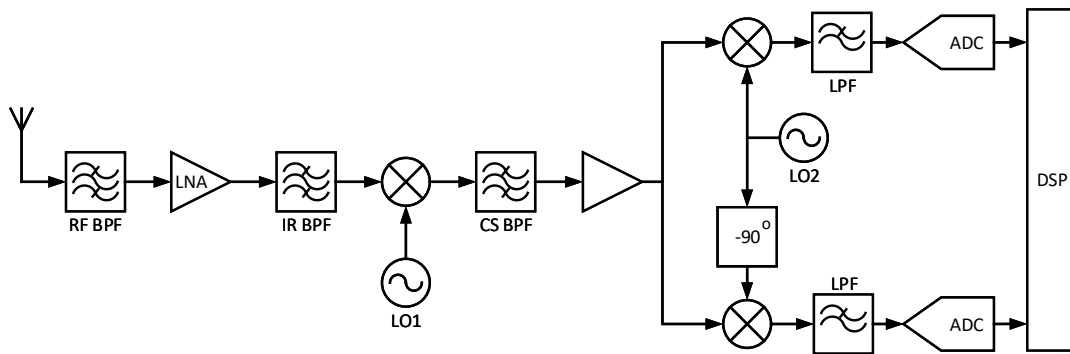 LPF
ADC
LO2
DSP
RF BPF
LNA
IR BPF
LO1
CS BPF
-90°
LPF
ADC